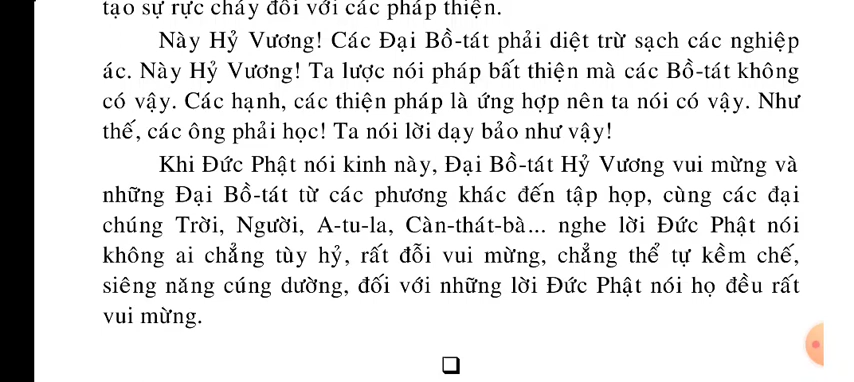 tạo sự rực cháy đối với các pháp thiện.
Này Hỷ Vương! Các Đại Bồ-tát phải diệt trừ sạch các nghiệp
ác. Này Hỷ Vương! Ta lược nói pháp bất thiện mà các Bồ-tát không
có vậy. Các hạnh, các thiện pháp là ứng hợp nên ta nói có vậy. Như
thế, các ông phải học! Ta nói lời dạy bảo như vậy!
Khi Đức Phật nói kinh này, Đại Bồ-tát Hỷ Vương vui mừng và
những Đại Bồ-tát từ các phương khác đến tập họp, cùng các đại
chúng Trời, Người, A-tu-la, Càn-thát-bà... nghe lời Đức Phật nói
không ai chẳng tùy hỷ, rất đỗi vui mừng, chẳng thể tự kềm chế,
siêng năng cúng dường, đối với những lời Đức Phật nói họ đều rất
vui mừng.